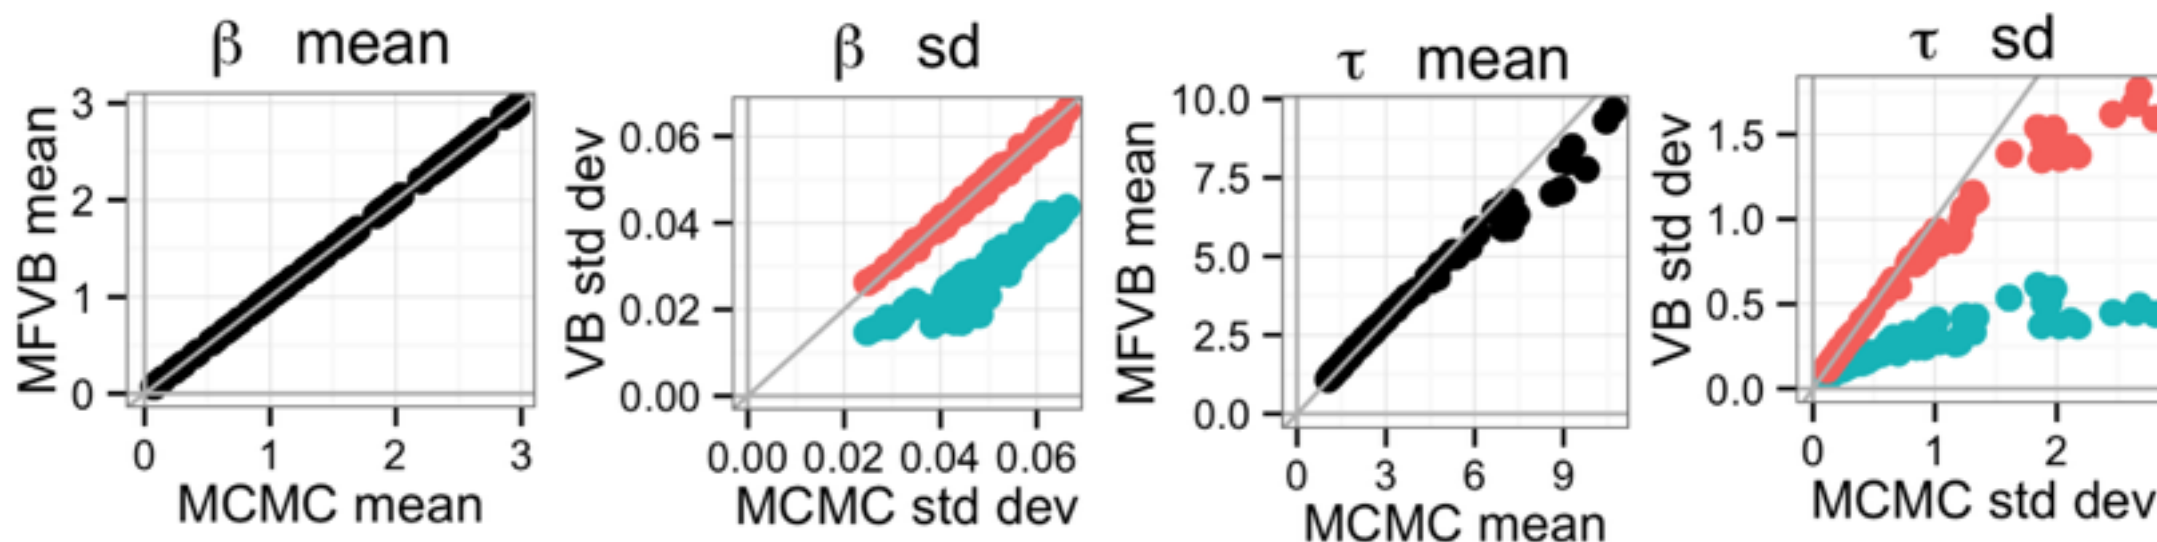 β mean
MFVB mean
3
2
1
0
0 1 2 3
MCMC mean
β sd
VB std dev
0.06
0.04
0.02
0.00
0.00 0.02 0.04 0.06
MCMC std dev
τ mean
MFVB mean
10.0
7.5
5.0
2.5
0.0
0 3 6 9
MCMC mean
τ sd
VB std dev
1.5
1.0
0.5
0.0
0 1 2
MCMC std dev